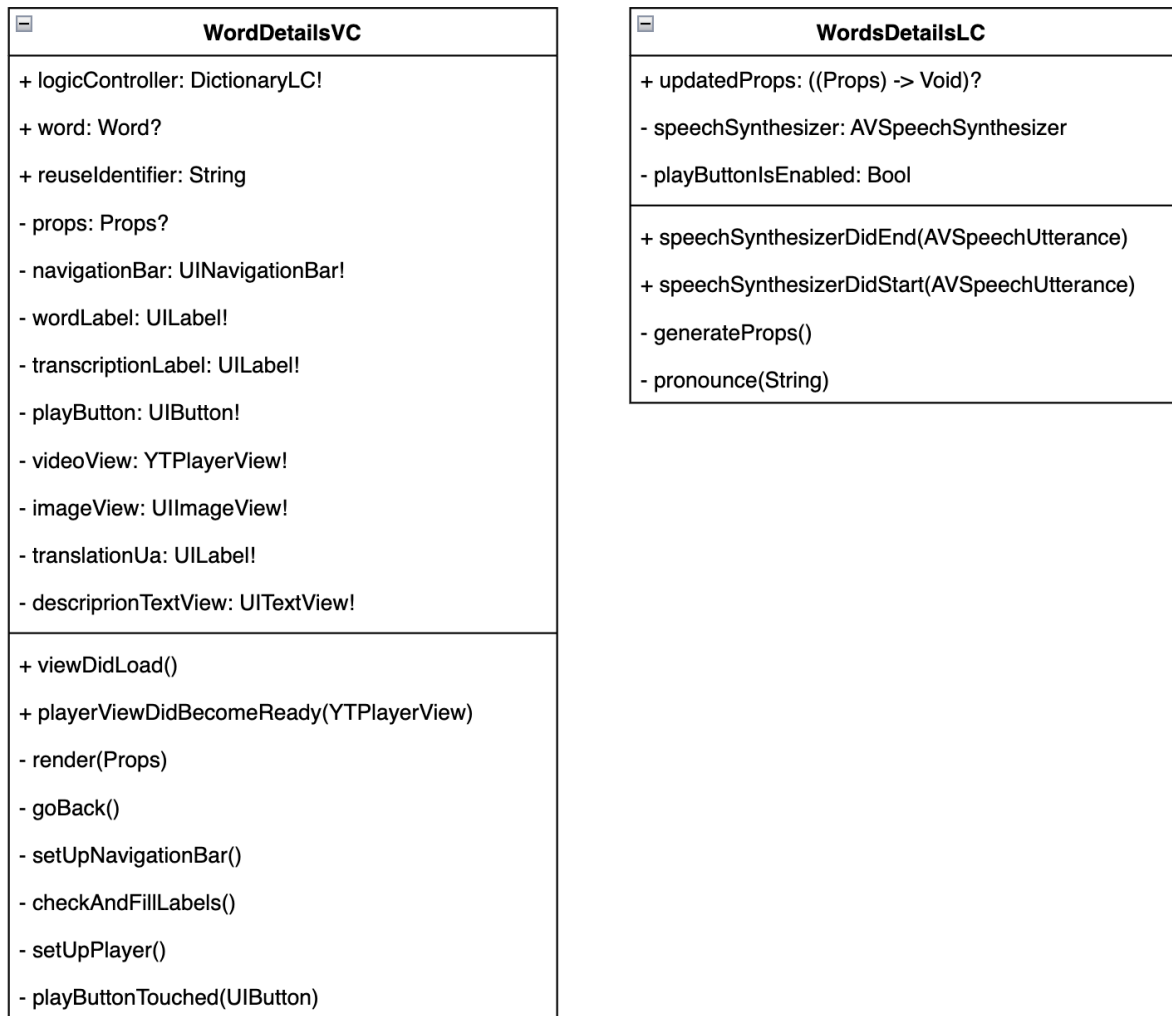 WordDetailsVC
+ logicController: DictionaryLC!
+ word: Word?
+ reuseIdentifier: String
- props: Props?
- navigationBar: UINavigationBar!
- wordLabel: UILabel!
- transcriptionLabel: UILabel!
- playButton: UIButton!
- videoView: YTPlayerView!
- imageView: UIImageView!
- translationUa: UILabel!
- descriprionTextView: UITextView!
+ viewDidLoad()
+ playerViewDidBecomeReady(YTPlayerView)
- render(Props)
- goBack()
- setUpNavigationBar()
- checkAndFillLabels()
- setUpPlayer()
- playButtonTouched(UIButton)
WordsDetailsLC
+ updatedProps: ((Props) -> Void)?
- speechSynthesizer: AVSpeechSynthesizer
- playButtonIsEnabled: Bool
+ speechSynthesizerDidEnd(AVSpeechUtterance)
+ speechSynthesizerDidStart(AVSpeechUtterance)
- generateProps()
- pronounce(String)